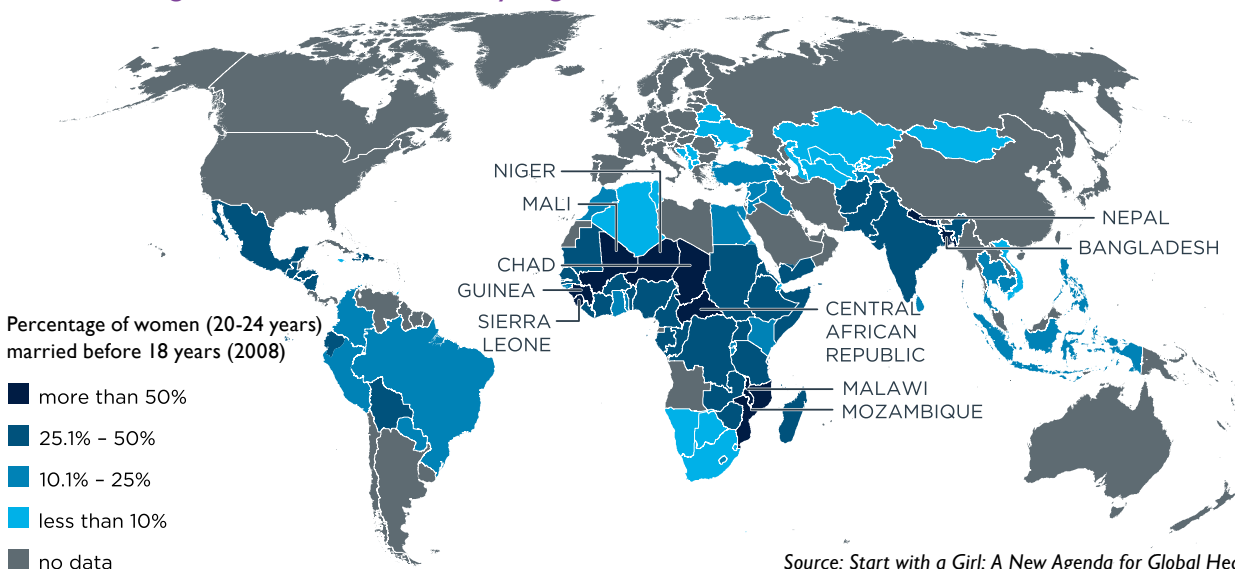 NIGER
MALI
CHAD
GUINEA
SIERRA
LEONE
NEPAL
BANGLADESH
CENTRAL
AFRICAN
REPUBLIC
MALAWI
MOZAMBIQUE
Percentage of women (20-24 years)
married before 18 years (2008)
more than 50%
25.1% – 50%
10.1% – 25%
less than 10%
no data
Source: Start with a Girl: A New Agenda for Global